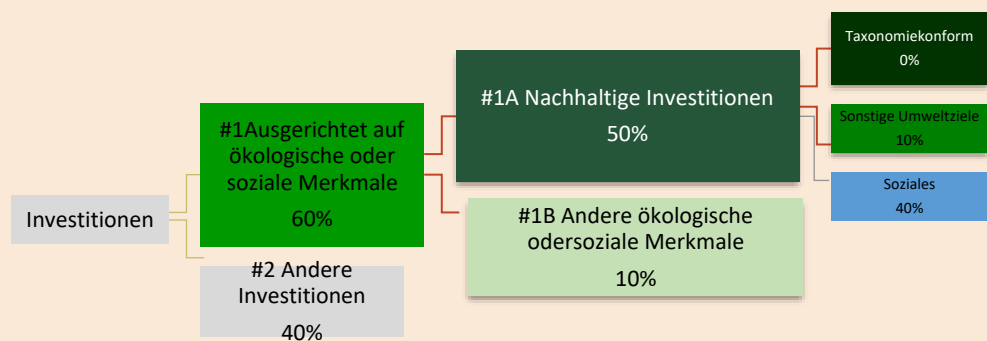 Investitionen
#1Ausgerichtet auf
ökologische oder
soziale Merkmale
60%
#2 Andere
Investitionen
40%
#1A Nachhaltige Investitionen
50%
#1B Andere ökologische
odersoziale Merkmale
10%
Taxonomiekonform
0%
Sonstige Umweltziele
10%
Soziales
40%